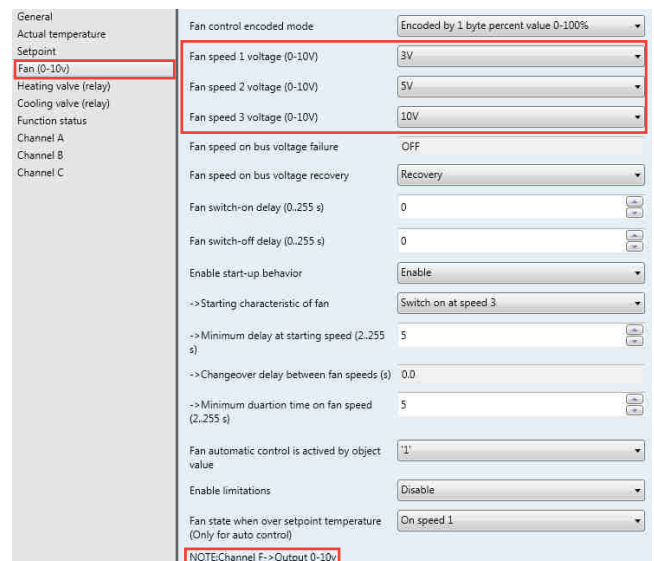 General
Actual temperature
Setpoint
Fan (0-10v)
Heating valve (relay)
Cooling valve (relay)
Function status
Channel A
Channel B
Channel C
Fan control encoded mode
Encoded by 1 byte percent value 0-100%
Fan speed 1 voltage (0-10V)
3V
Fan speed 2 voltage (0-10V)
5V
Fan speed 3 voltage (0-10V)
10V
Fan speed on bus voltage failure
OFF
Fan speed on bus voltage recovery
Recovery
Fan switch-on delay (0..255 s)
0
Fan switch-off delay (0..255 s)
0
Enable start-up behavior
Enable
->Starting characteristic of fan
Switch on at speed 3
->Minimum delay at starting speed (2..255
s)
5
->Changeover delay between fan speeds (s)
0.0
->Minimum duartion time on fan speed
(2..255 s)
5
Fan automatic control is actived by object
value
'1'
Enable limitations
Disable
Fan state when over setpoint temperature
(Only for auto control)
On speed 1
NOTE:Channel F->Output 0-10v